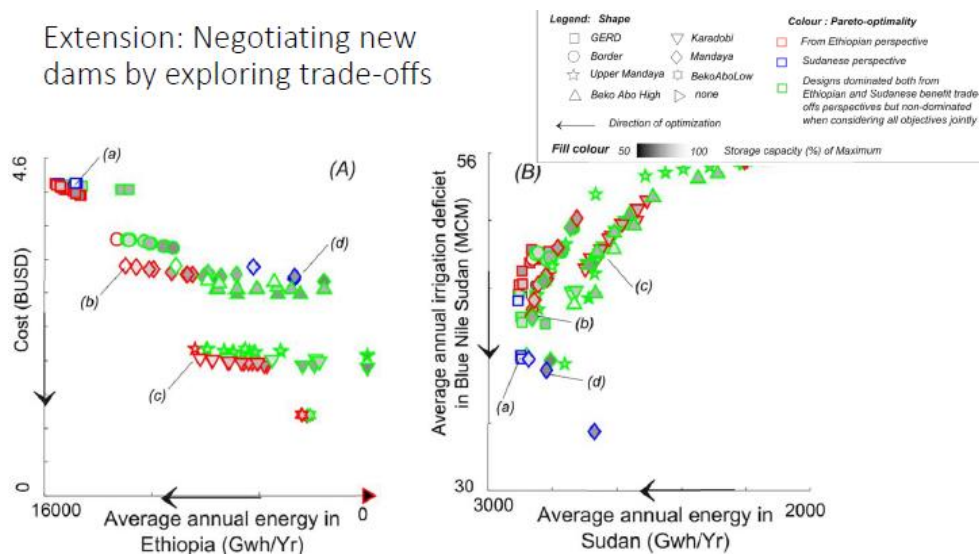 Extension: Negotiating new
dams by exploring trade-offs
Legend: Shape
GERD
Border
Upper Mandaya
Beko Abo High
Karadobi
Mandaya
BekoAboLow
none
Direction of optimization
Fill colour 50 100 Storage capacity (%) of Maximum
Colour : Pareto-optimality
From Ethiopian perspective
Sudanese perspective
Designs dominated both from
Ethiopian and Sudanese benefit trade-
offs perspectives but non-dominated
when considering all objectives jointly
(A)
4.6
Cost (BUSD)
0
(a)
(b)
(c)
(d)
16000
0
Average annual energy in
Ethiopia (Gwh/Yr)
(B)
56
Average annual irrigation deficiet
in Blue Nile Sudan (MCM)
30
(a)
(b)
(c)
(d)
3000
2000
Average annual energy in
Sudan (Gwh/Yr)